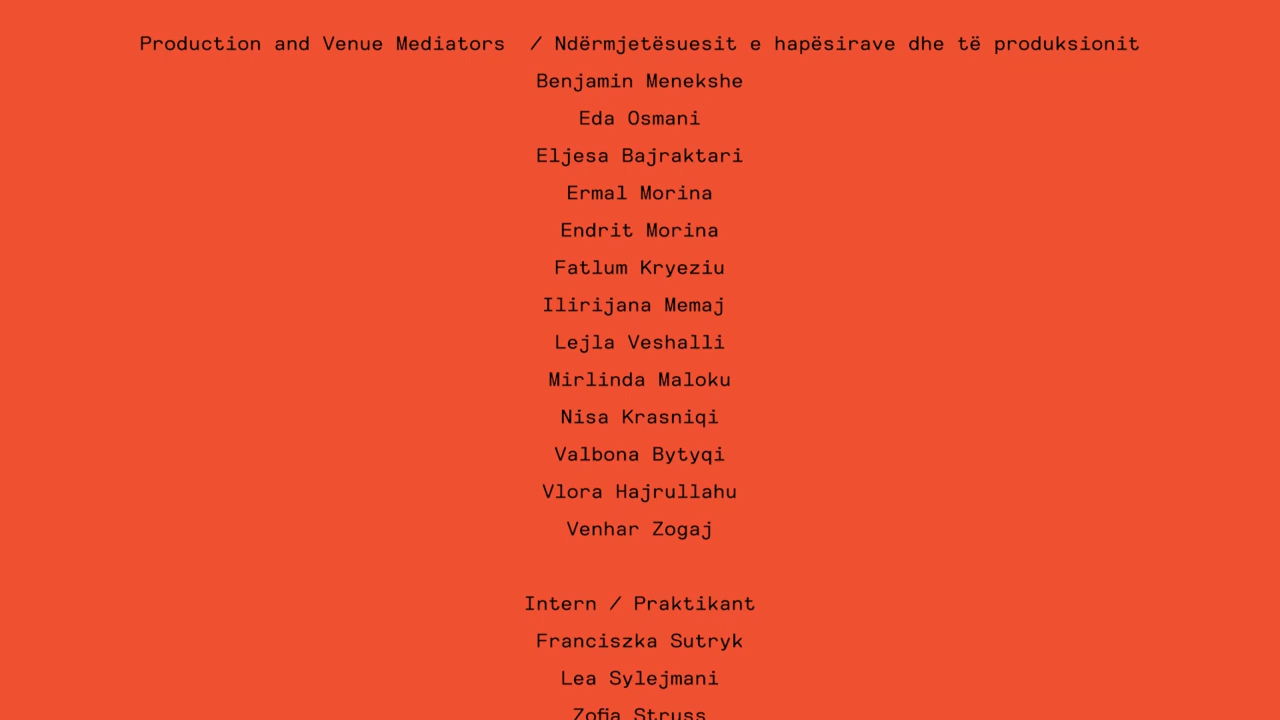 Production and Venue Mediators / Ndërmjetësuesit e hapësirave dhe të produksionit
Benjamin Menekshe
Eda Osmani
Eljesa Bajraktari
Ermal Morina
Endrit Morina
Fatlum Kryeziu
Ilirijana Memaj
Lejla Veshalli
Mirlinda Maloku
Nisa Krasniqi
Valbona Bytyqi
Vlora Hajrullahu
Venhar Zogaj
Intern / Praktikant
Franciszka Sutryk
Lea Sylejmani
Zofia Struss